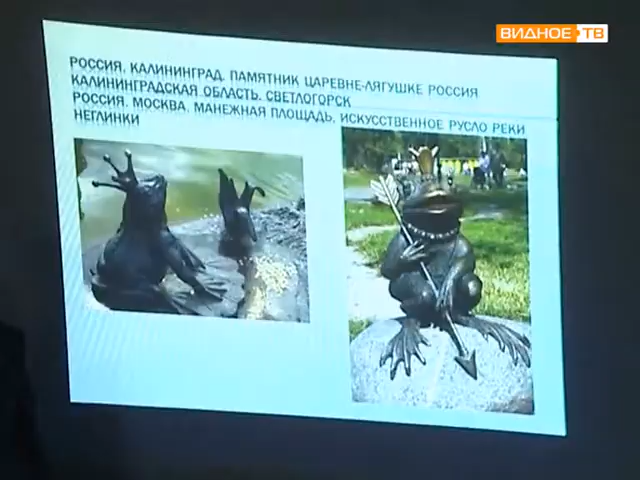 ВИДНОЕ ТВ
РОССИЯ, КАЛИНИНГРАД, ПАМЯТНИК ЦАРЕВНЕ-ЛЯГУШКЕ РОССИЯ
КАЛИНИНГРАДСКАЯ ОБЛАСТЬ, СВЕТЛОГОРСК
РОССИЯ, МОСКВА, МАНЕЖНАЯ ПЛОЩАДЬ, ИСКУССТВЕННОЕ РУСЛО РЕКИ
НЕГЛИНКИ